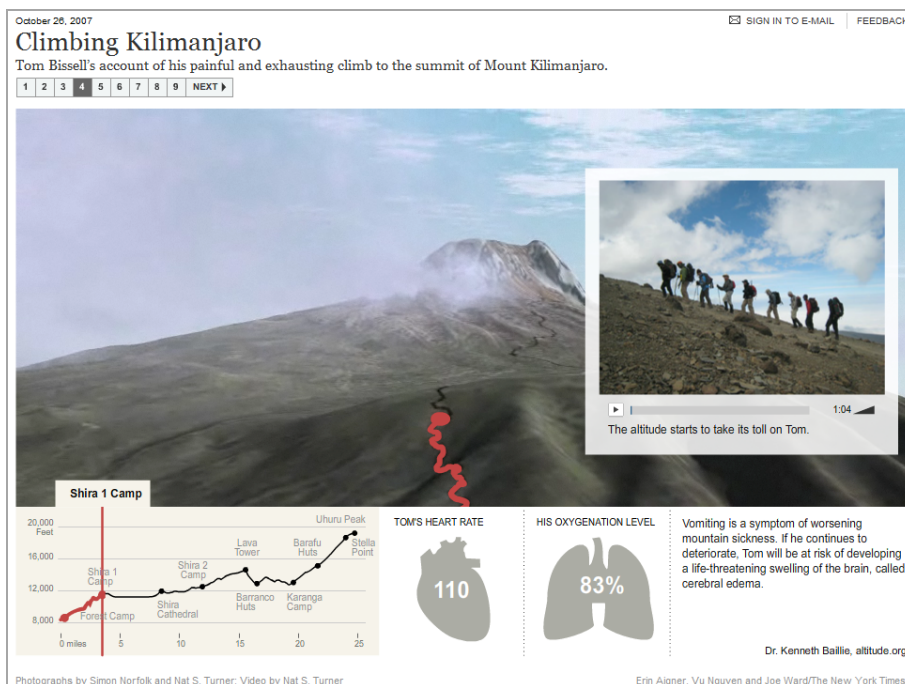 October 26, 2007
SIGN IN TO E-MAIL
FEEDBACK
Climbing Kilimanjaro
Tom Bissell's account of his painful and exhausting climb to the summit of Mount Kilimanjaro.
1 2 3 4 5 6 7 8 9 NEXT
1:04
The altitude starts to take its toll on Tom.
Shira 1 Camp
20,000
Feet
16,000
12,000
8,000
Uhuru Peak
Stella
Point
Lava
Tower
Barafu
Huts
Shira 2
Camp
Shira 1
Camp
Forest Camp
Shira
Cathedral
Barranco
Huts
Karanga
Camp
0 miles 5 10 15 20 25
TOM'S HEART RATE
110
HIS OXYGENATION LEVEL
83%
Vomiting is a symptom of worsening
mountain sickness. If he continues to
deteriorate, Tom will be at risk of developing
a life-threatening swelling of the brain, called
cerebral edema.
Dr. Kenneth Baillie, altitude.org
Photographs by Simon Norfolk and Nat S. Turner; Video by Nat S. Turner
Erin Aigner, Vu Nguyen and Joe Ward/The New York Times